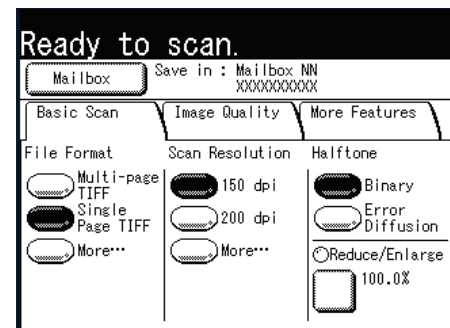 Ready to scan.
Mailbox
Save in : Mailbox NN
XXXXXXXXXX
Basic Scan
Image Quality
More Features
File Format
Multi-page
TIFF
Single
Page TIFF
More…
Scan Resolution
150 dpi
200 dpi
More…
Halftone
Binary
Error
Diffusion
Reduce/Enlarge
100.0%